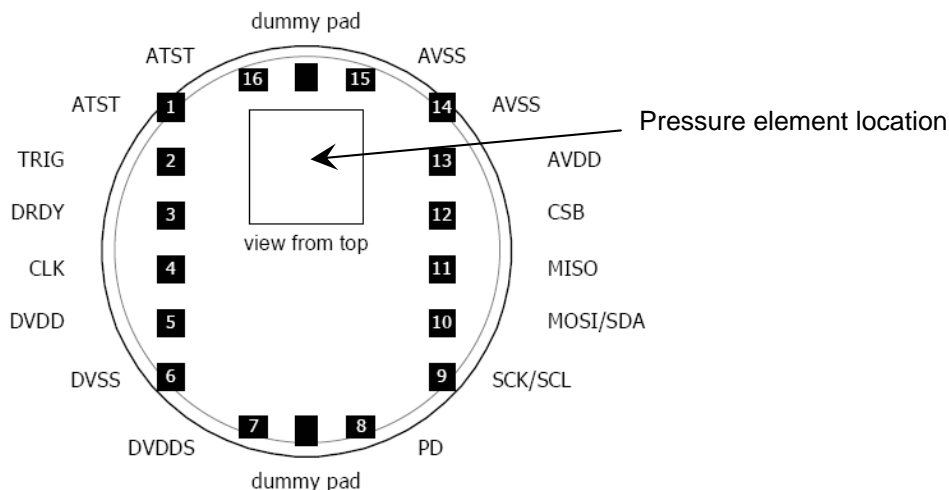 dummy pad
ATST
AVSS
16
15
ATST
1
14
AVSS
Pressure element location
TRIG
2
13
AVDD
DRDY
3
12
CSB
view from top
CLK
4
11
MISO
DVDD
5
10
MOSI/SDA
DVSS
6
9
SCK/SCL
7
8
DVDDS
PD
dummy pad